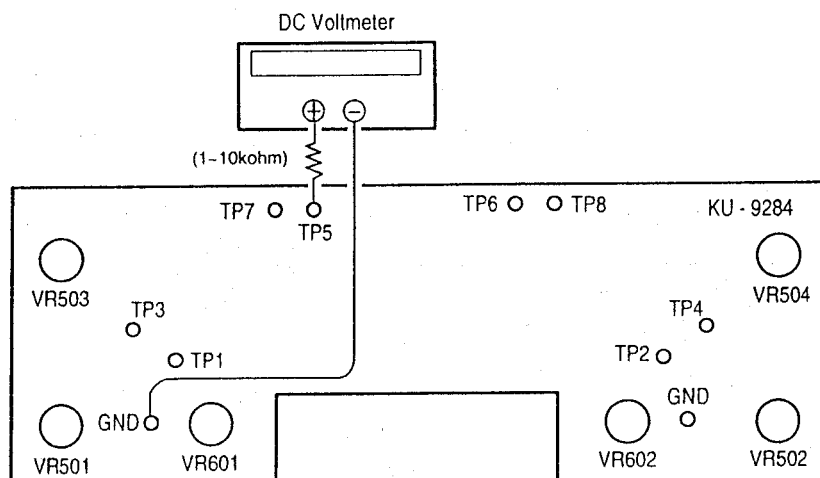 DC Voltmeter
+ −
(1~10kohm)
TP7
TP5
TP6
TP8
KU - 9284
VR503
VR504
TP3
TP4
TP1
TP2
GND
GND
VR501
VR601
VR602
VR502